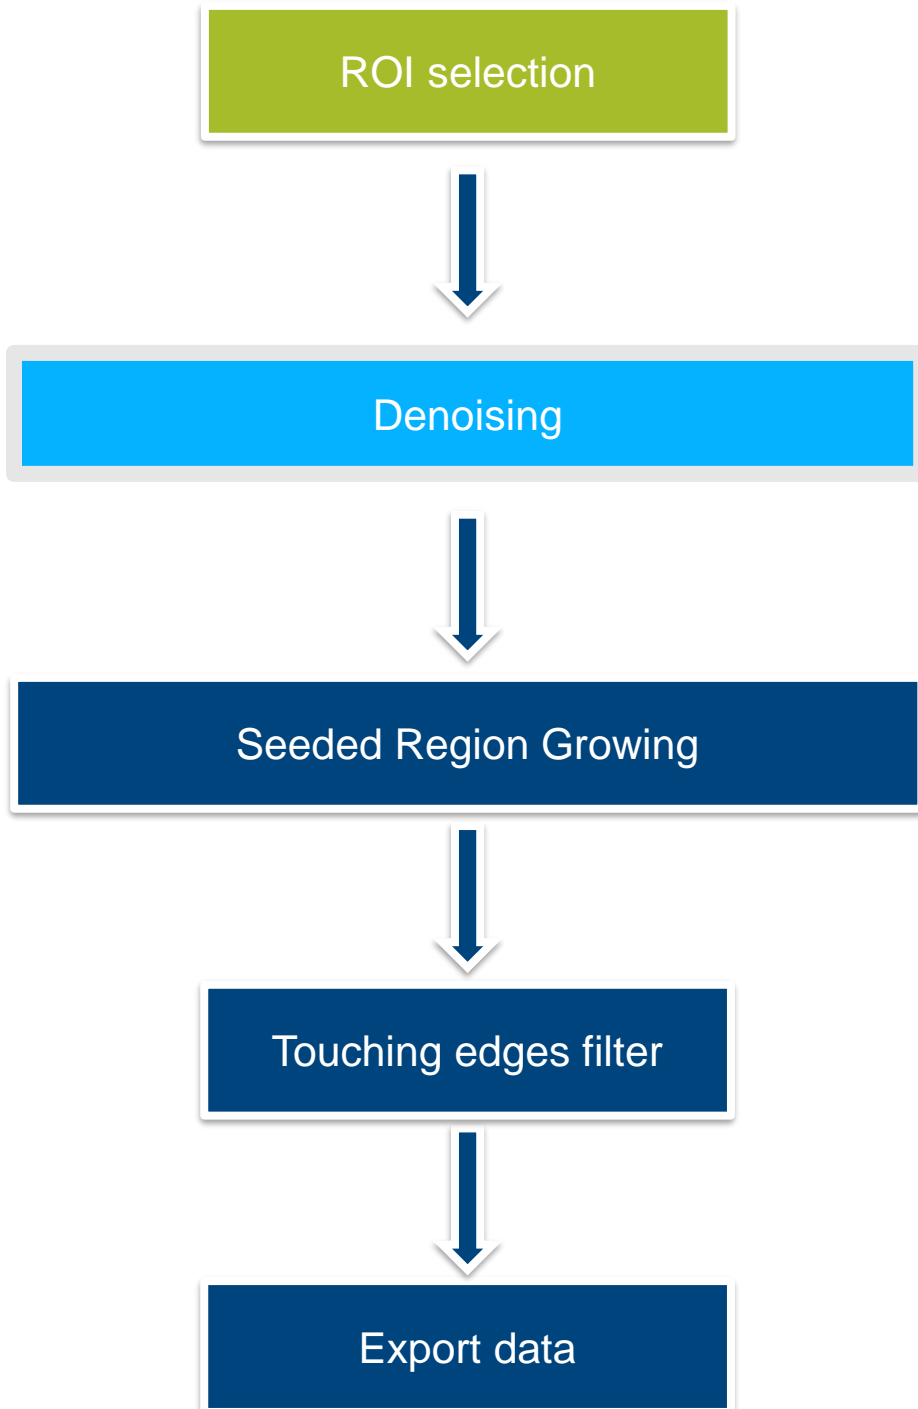 ROI selection
Denoising
Seeded Region Growing
Touching edges filter
Export data